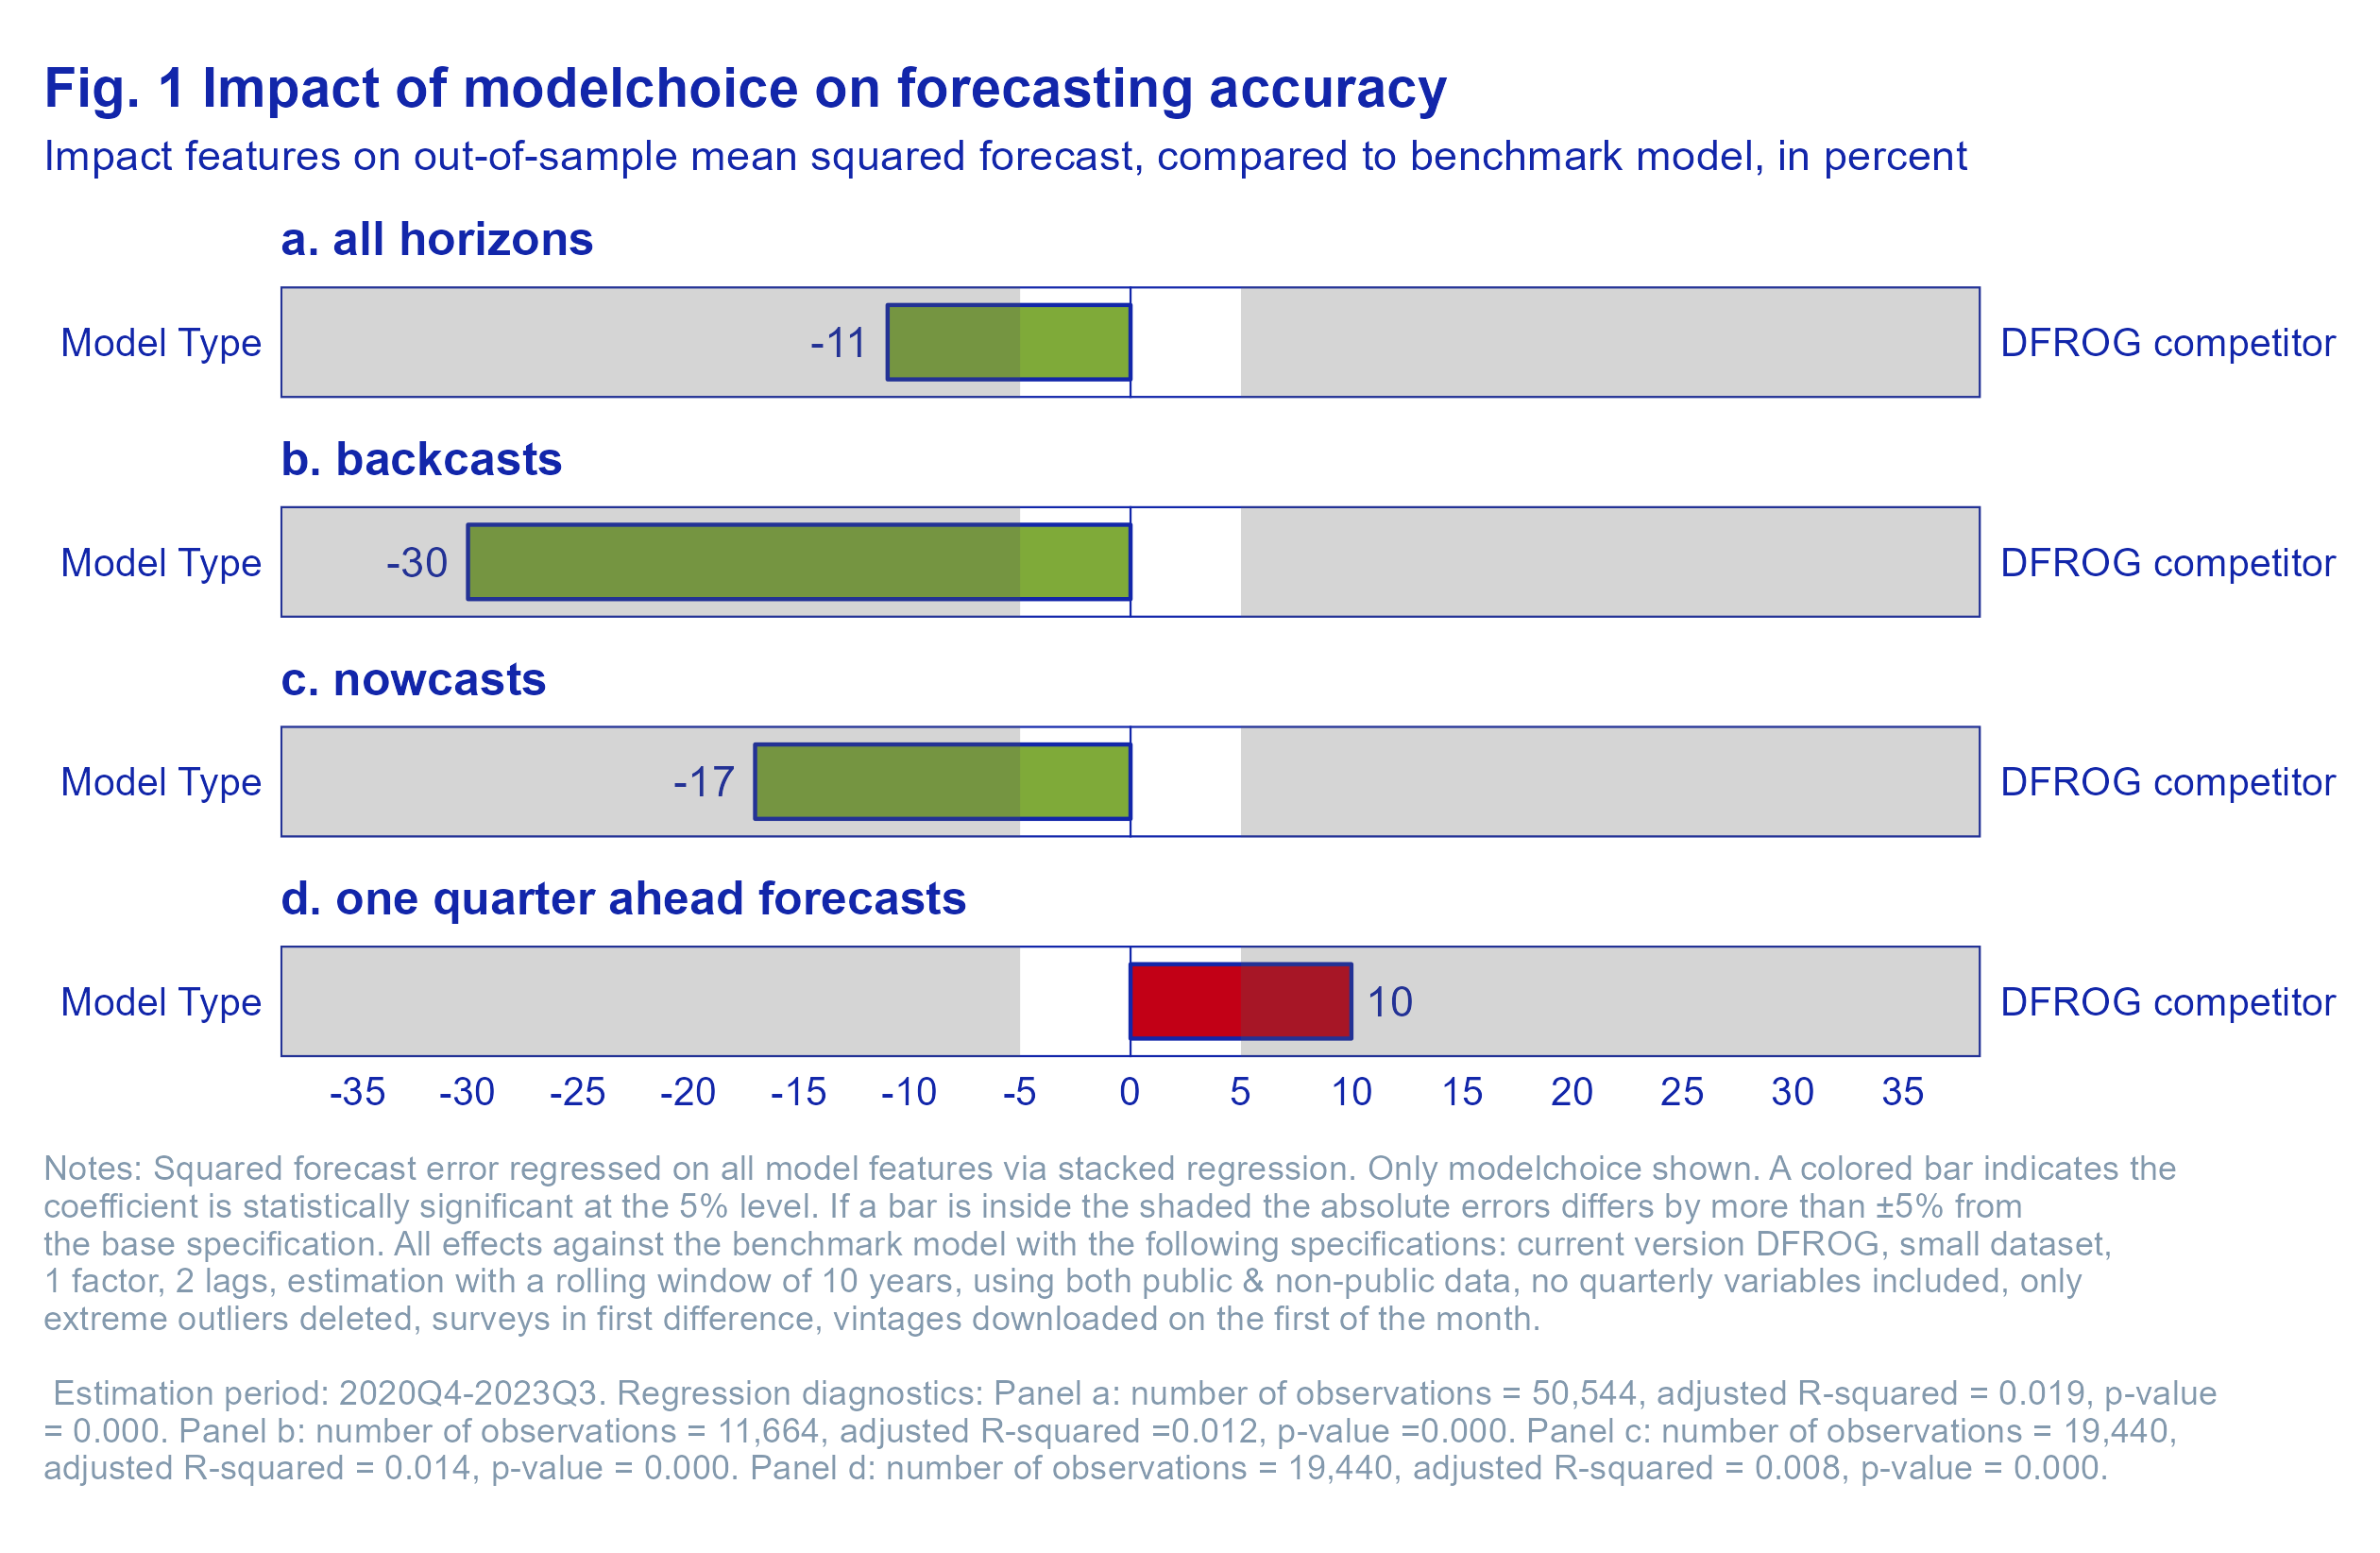 Fig. 1 Impact of modelchoice on forecasting accuracy
Impact features on out-of-sample mean squared forecast, compared to benchmark model, in percent
a. all horizons
Model Type -11 DFROG competitor
b. backcasts
Model Type -30 DFROG competitor
c. nowcasts
Model Type -17 DFROG competitor
d. one quarter ahead forecasts
Model Type 10 DFROG competitor
-35 -30 -25 -20 -15 -10 -5 0 5 10 15 20 25 30 35
Notes: Squared forecast error regressed on all model features via stacked regression. Only modelchoice shown. A colored bar indicates the
coefficient is statistically significant at the 5% level. If a bar is inside the shaded the absolute errors differs by more than ±5% from
the base specification. All effects against the benchmark model with the following specifications: current version DFROG, small dataset,
1 factor, 2 lags, estimation with a rolling window of 10 years, using both public & non-public data, no quarterly variables included, only
extreme outliers deleted, surveys in first difference, vintages downloaded on the first of the month.
Estimation period: 2020Q4-2023Q3. Regression diagnostics: Panel a: number of observations = 50,544, adjusted R-squared = 0.019, p-value
= 0.000. Panel b: number of observations = 11,664, adjusted R-squared =0.012, p-value =0.000. Panel c: number of observations = 19,440,
adjusted R-squared = 0.014, p-value = 0.000. Panel d: number of observations = 19,440, adjusted R-squared = 0.008, p-value = 0.000.